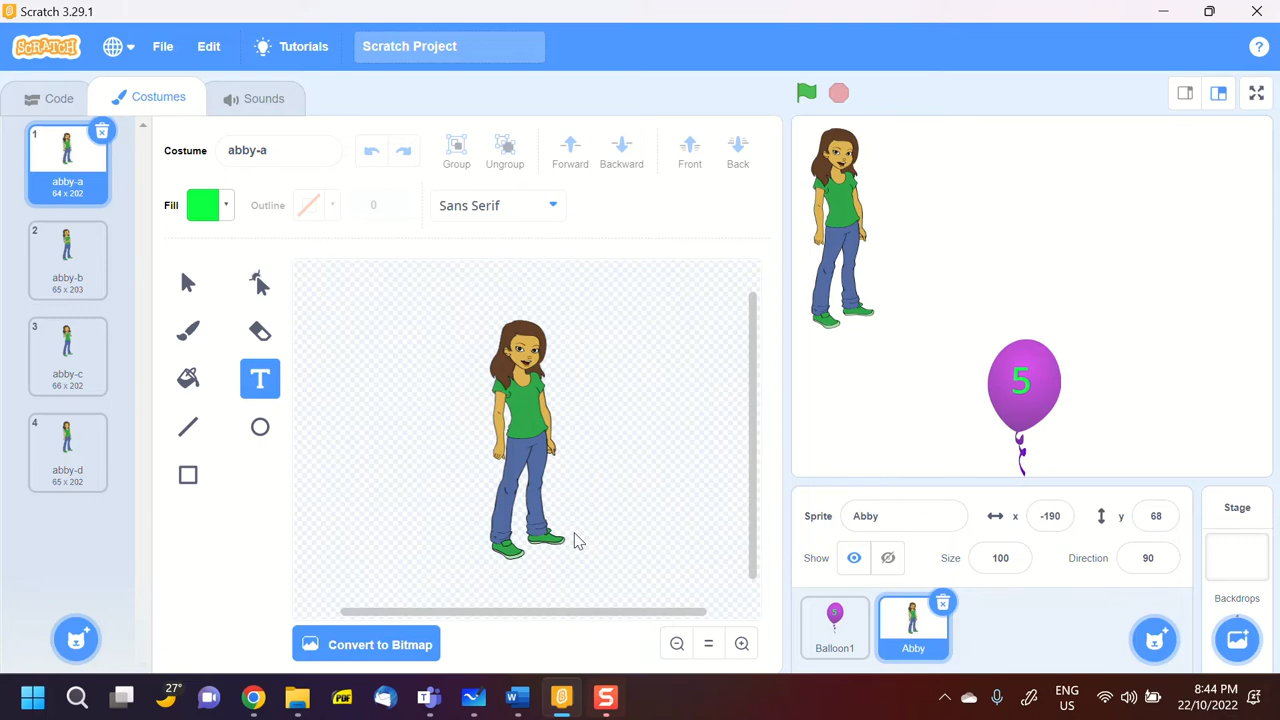 Scratch 3.29.1
SCRATCH File Edit Tutorials Scratch Project ?
Code Costumes Sounds
1 abby-a 64 x 202
2 abby-b 65 x 203
3 abby-c 66 x 202
4 abby-d 65 x 202
Costume abby-a Group Ungroup Forward Backward Front Back
Fill Outline 0 Sans Serif
T
Convert to Bitmap
5
Sprite Abby x -190 y 68
Show Size 100 Direction 90
5
Balloon1 Abby
Stage
Backdrops
27° PDF W S ENG US 8:44 PM 22/10/2022